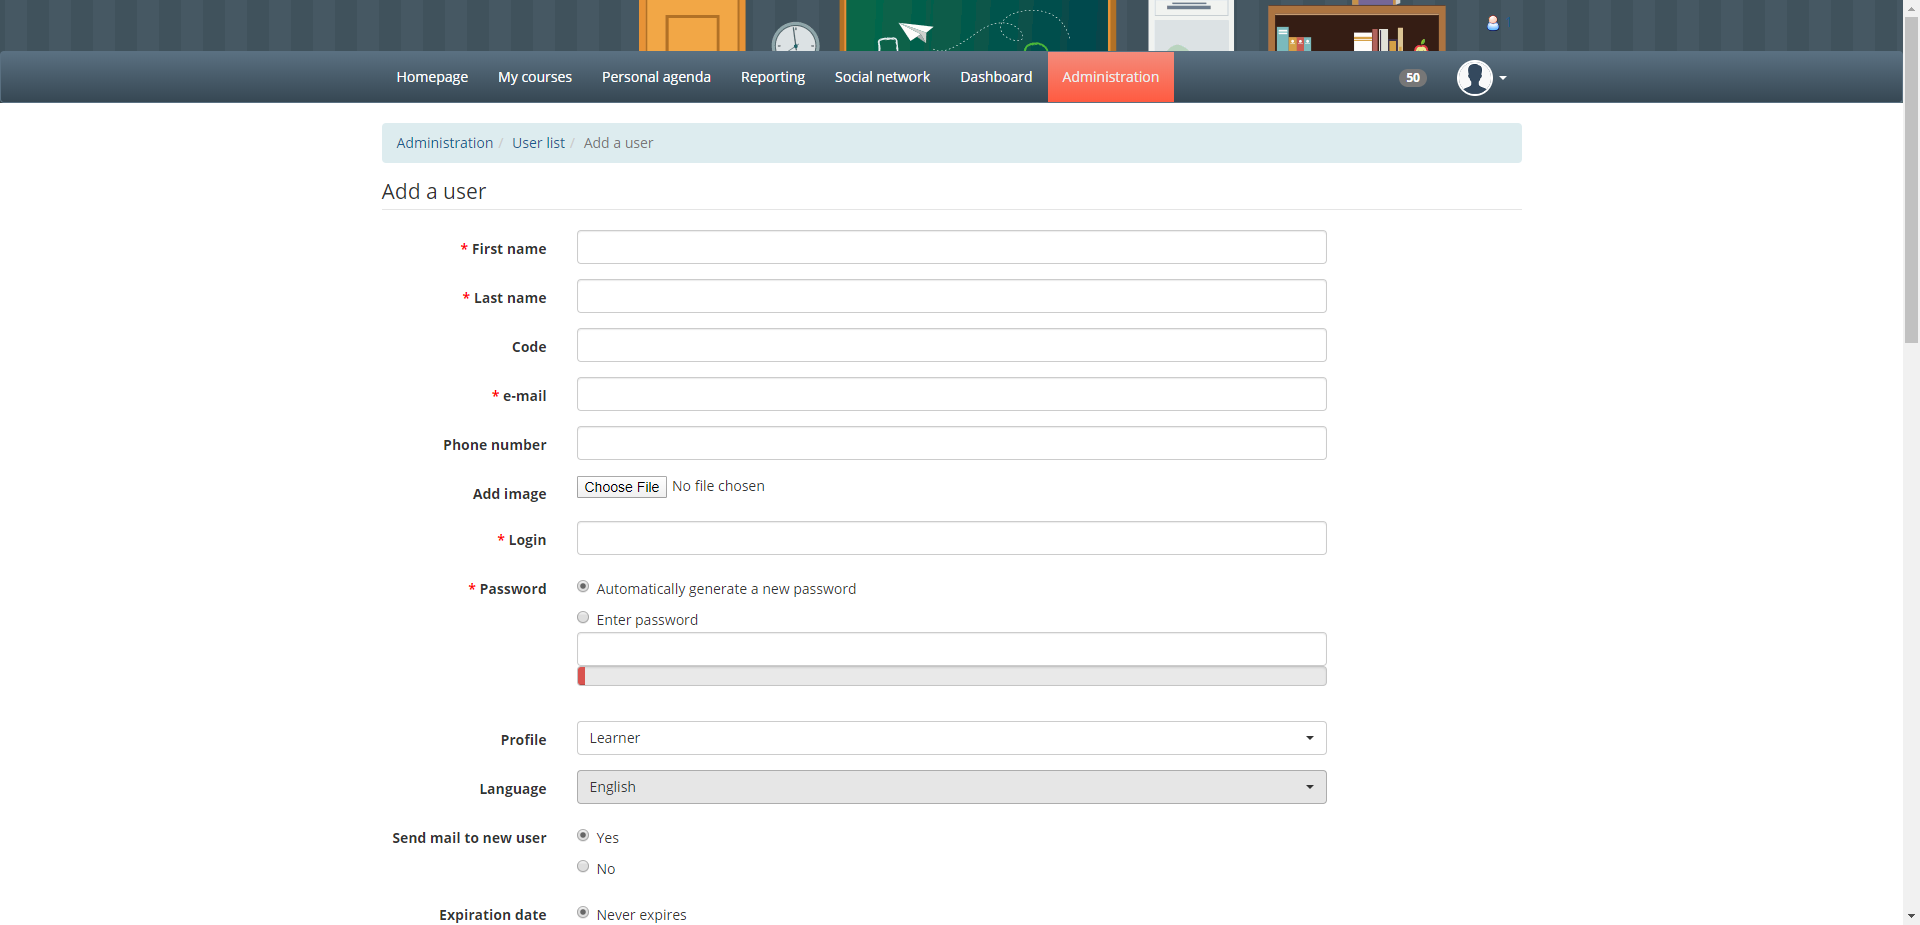 Homepage My courses Personal agenda Reporting Social network Dashboard Administration 50
Administration / User list / Add a user
Add a user
* First name
* Last name
Code
* e-mail
Phone number
Add image Choose File No file chosen
* Login
* Password Automatically generate a new password
Enter password
Profile Learner
Language English
Send mail to new user Yes
No
Expiration date Never expires